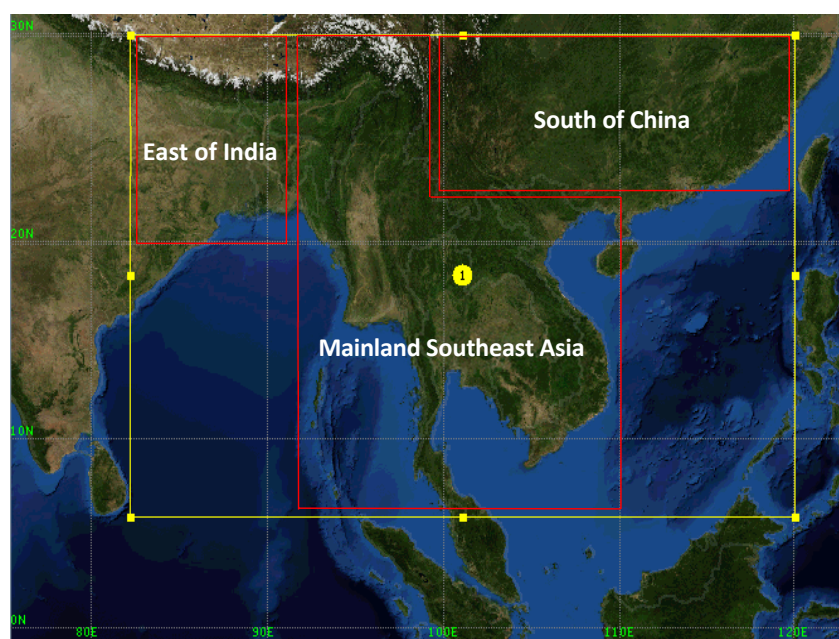 30N
South of China
East of India
20N
1
Mainland Southeast Asia
10N
0N
80E
90E
100E
110E
120E